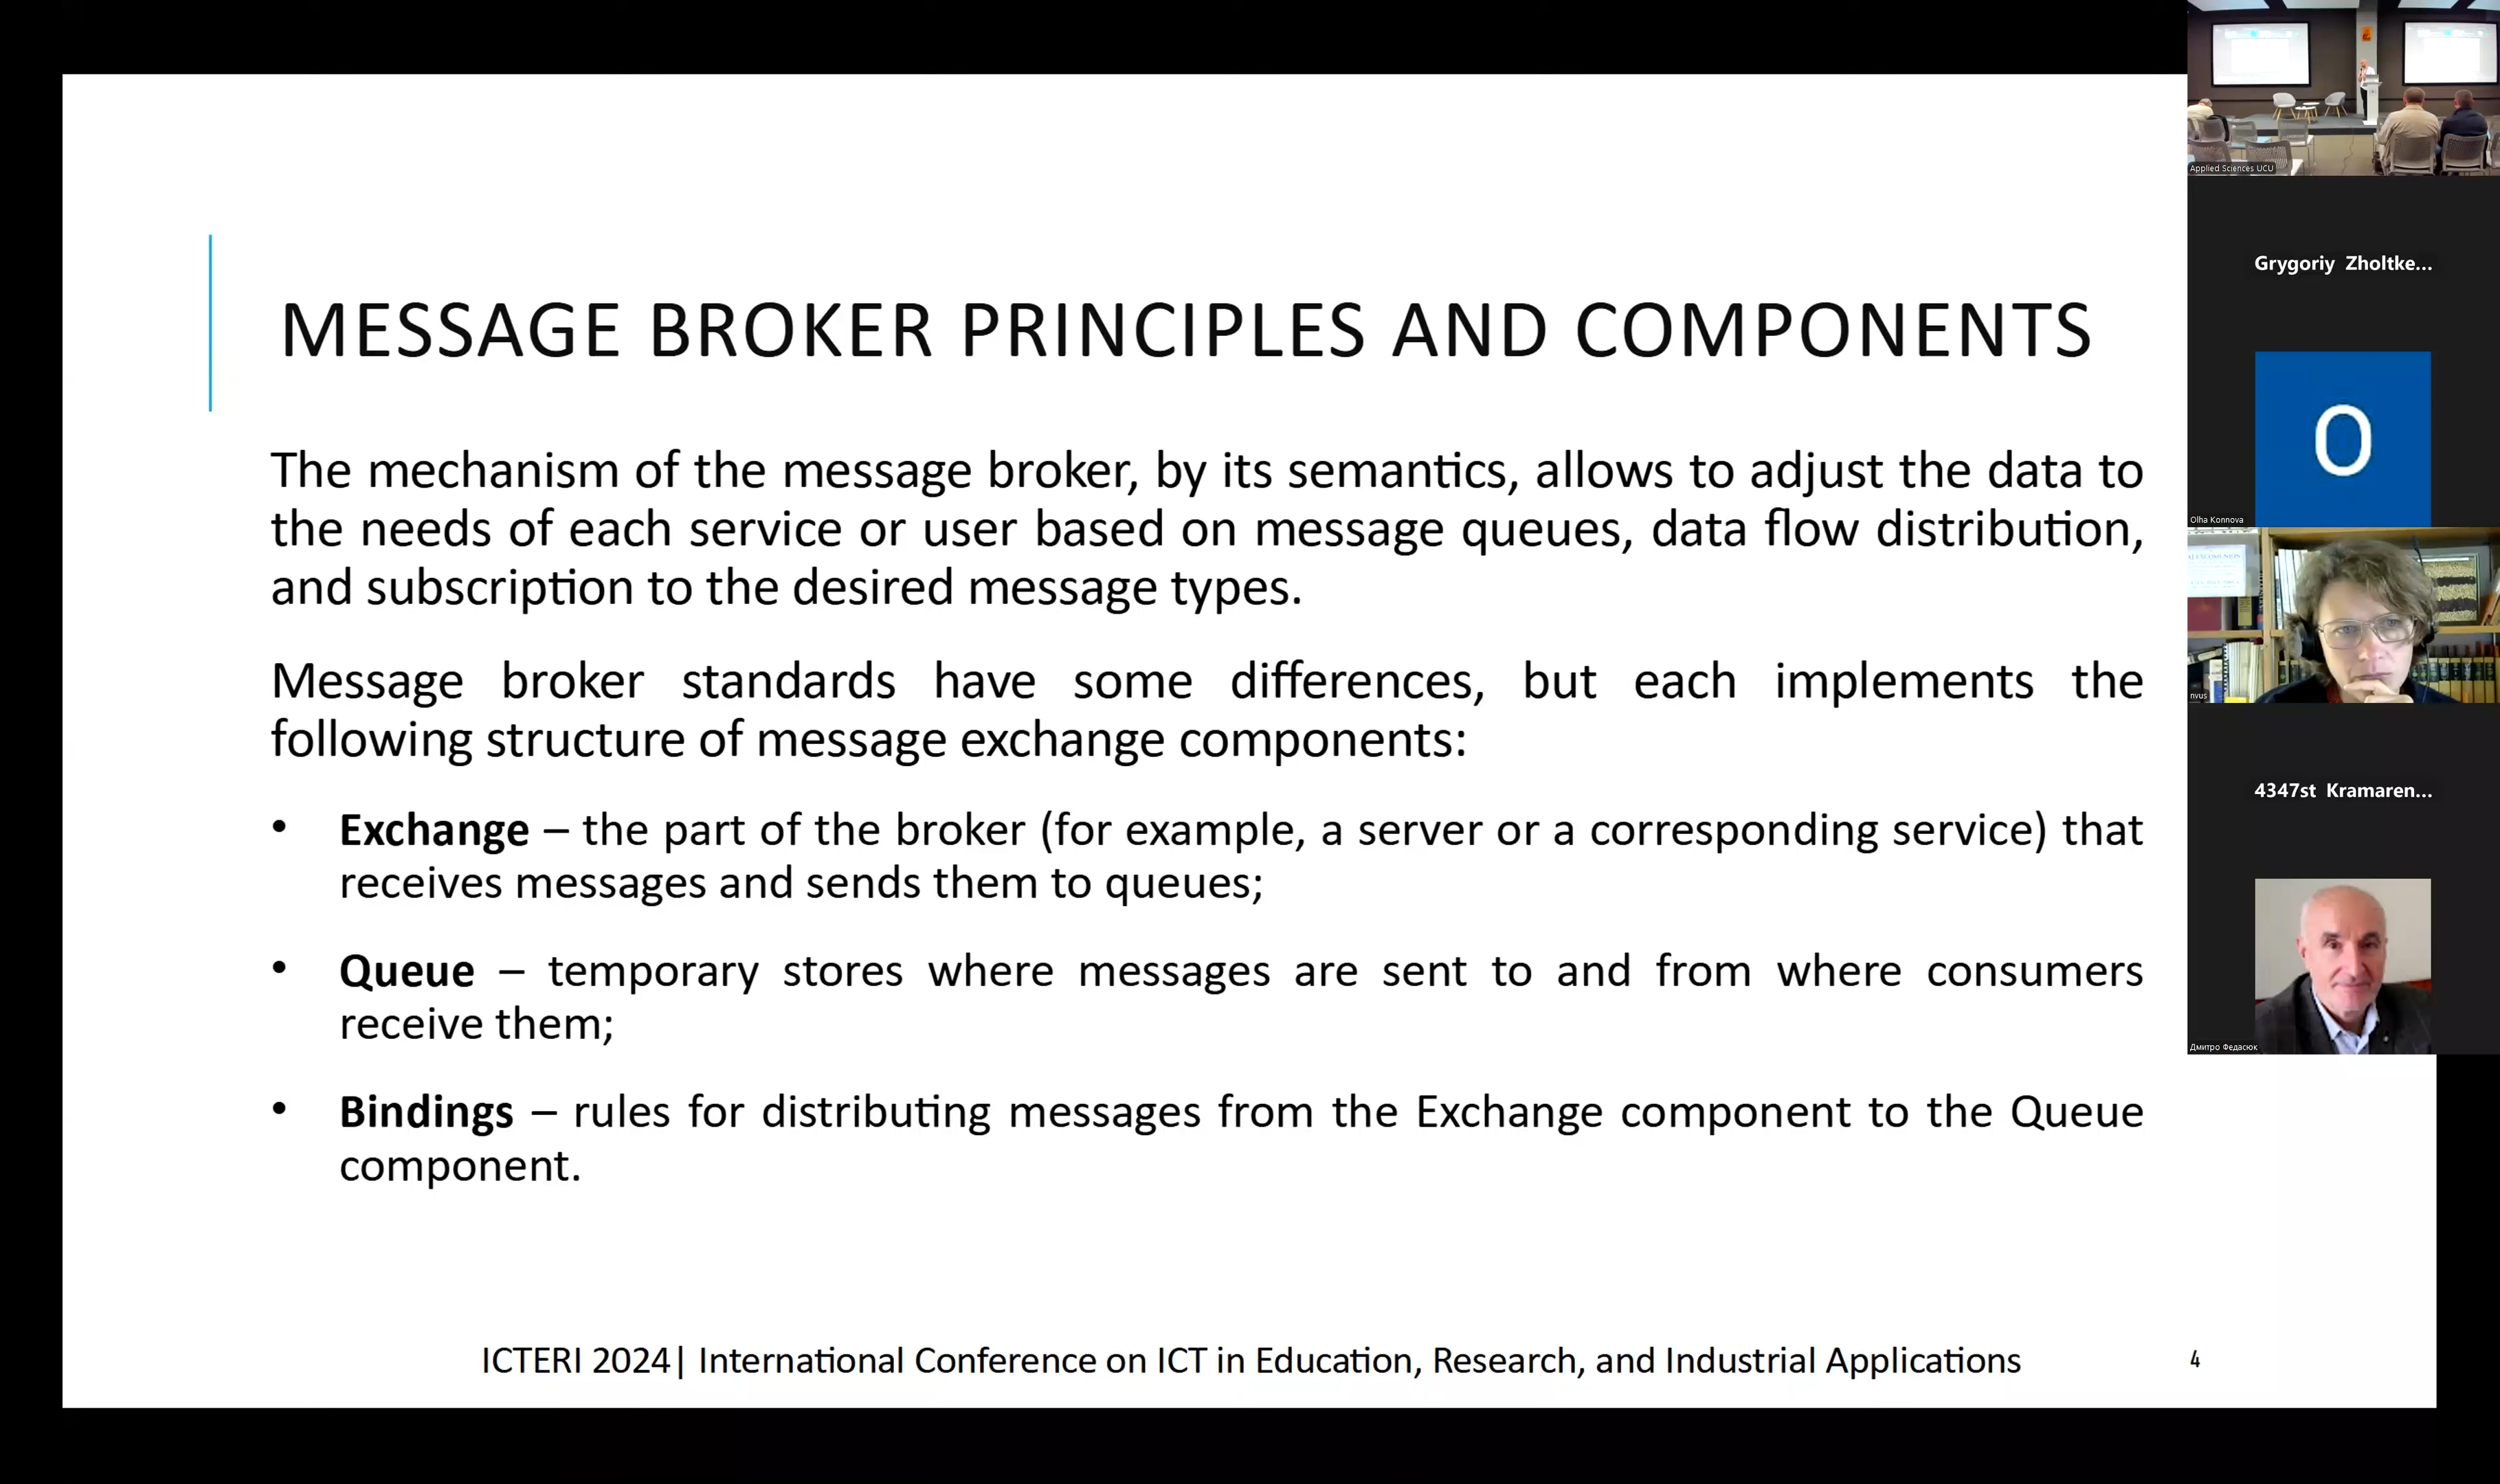 MESSAGE BROKER PRINCIPLES AND COMPONENTS
The mechanism of the message broker, by its semantics, allows to adjust the data to
the needs of each service or user based on message queues, data flow distribution,
and subscription to the desired message types.
Message broker standards have some differences, but each implements the
following structure of message exchange components:
• Exchange – the part of the broker (for example, a server or a corresponding service) that
receives messages and sends them to queues;
• Queue – temporary stores where messages are sent to and from where consumers
receive them;
• Bindings – rules for distributing messages from the Exchange component to the Queue
component.
ICTERI 2024| International Conference on ICT in Education, Research, and Industrial Applications
4
Applied Sciences UCU
Grygoriy Zholtke...
O
Olha Konnova
nvus
4347st Kramaren...
Дмитро Федасюк